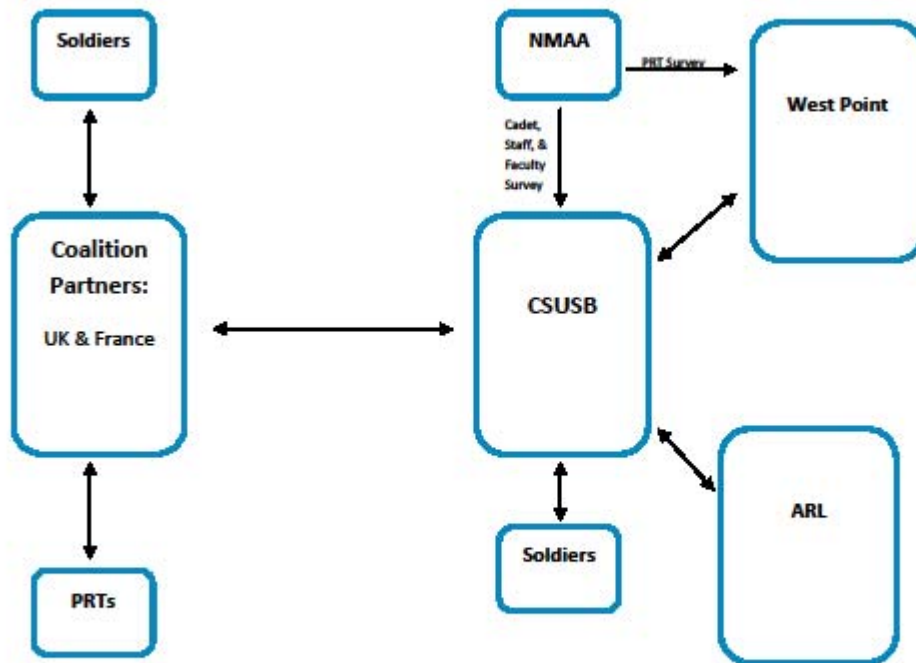 Soldiers
NMAA
PRT Survey
West Point
Cadet,
Staff, &
Faculty
Survey
Coalition
Partners:
UK & France
CSUSB
ARL
Soldiers
PRTs